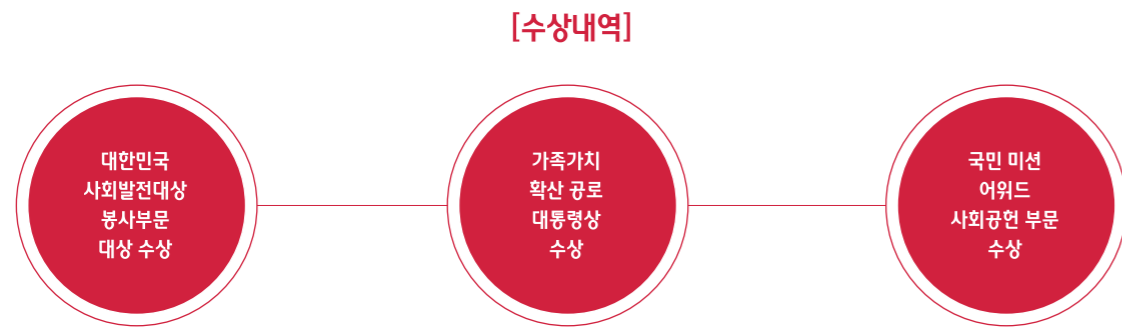 [수상내역]
대한민국
사회발전대상
봉사부문
대상 수상
가족가치
확산 공로
대통령상
수상
국민 미션
어워드
사회공헌 부문
수상